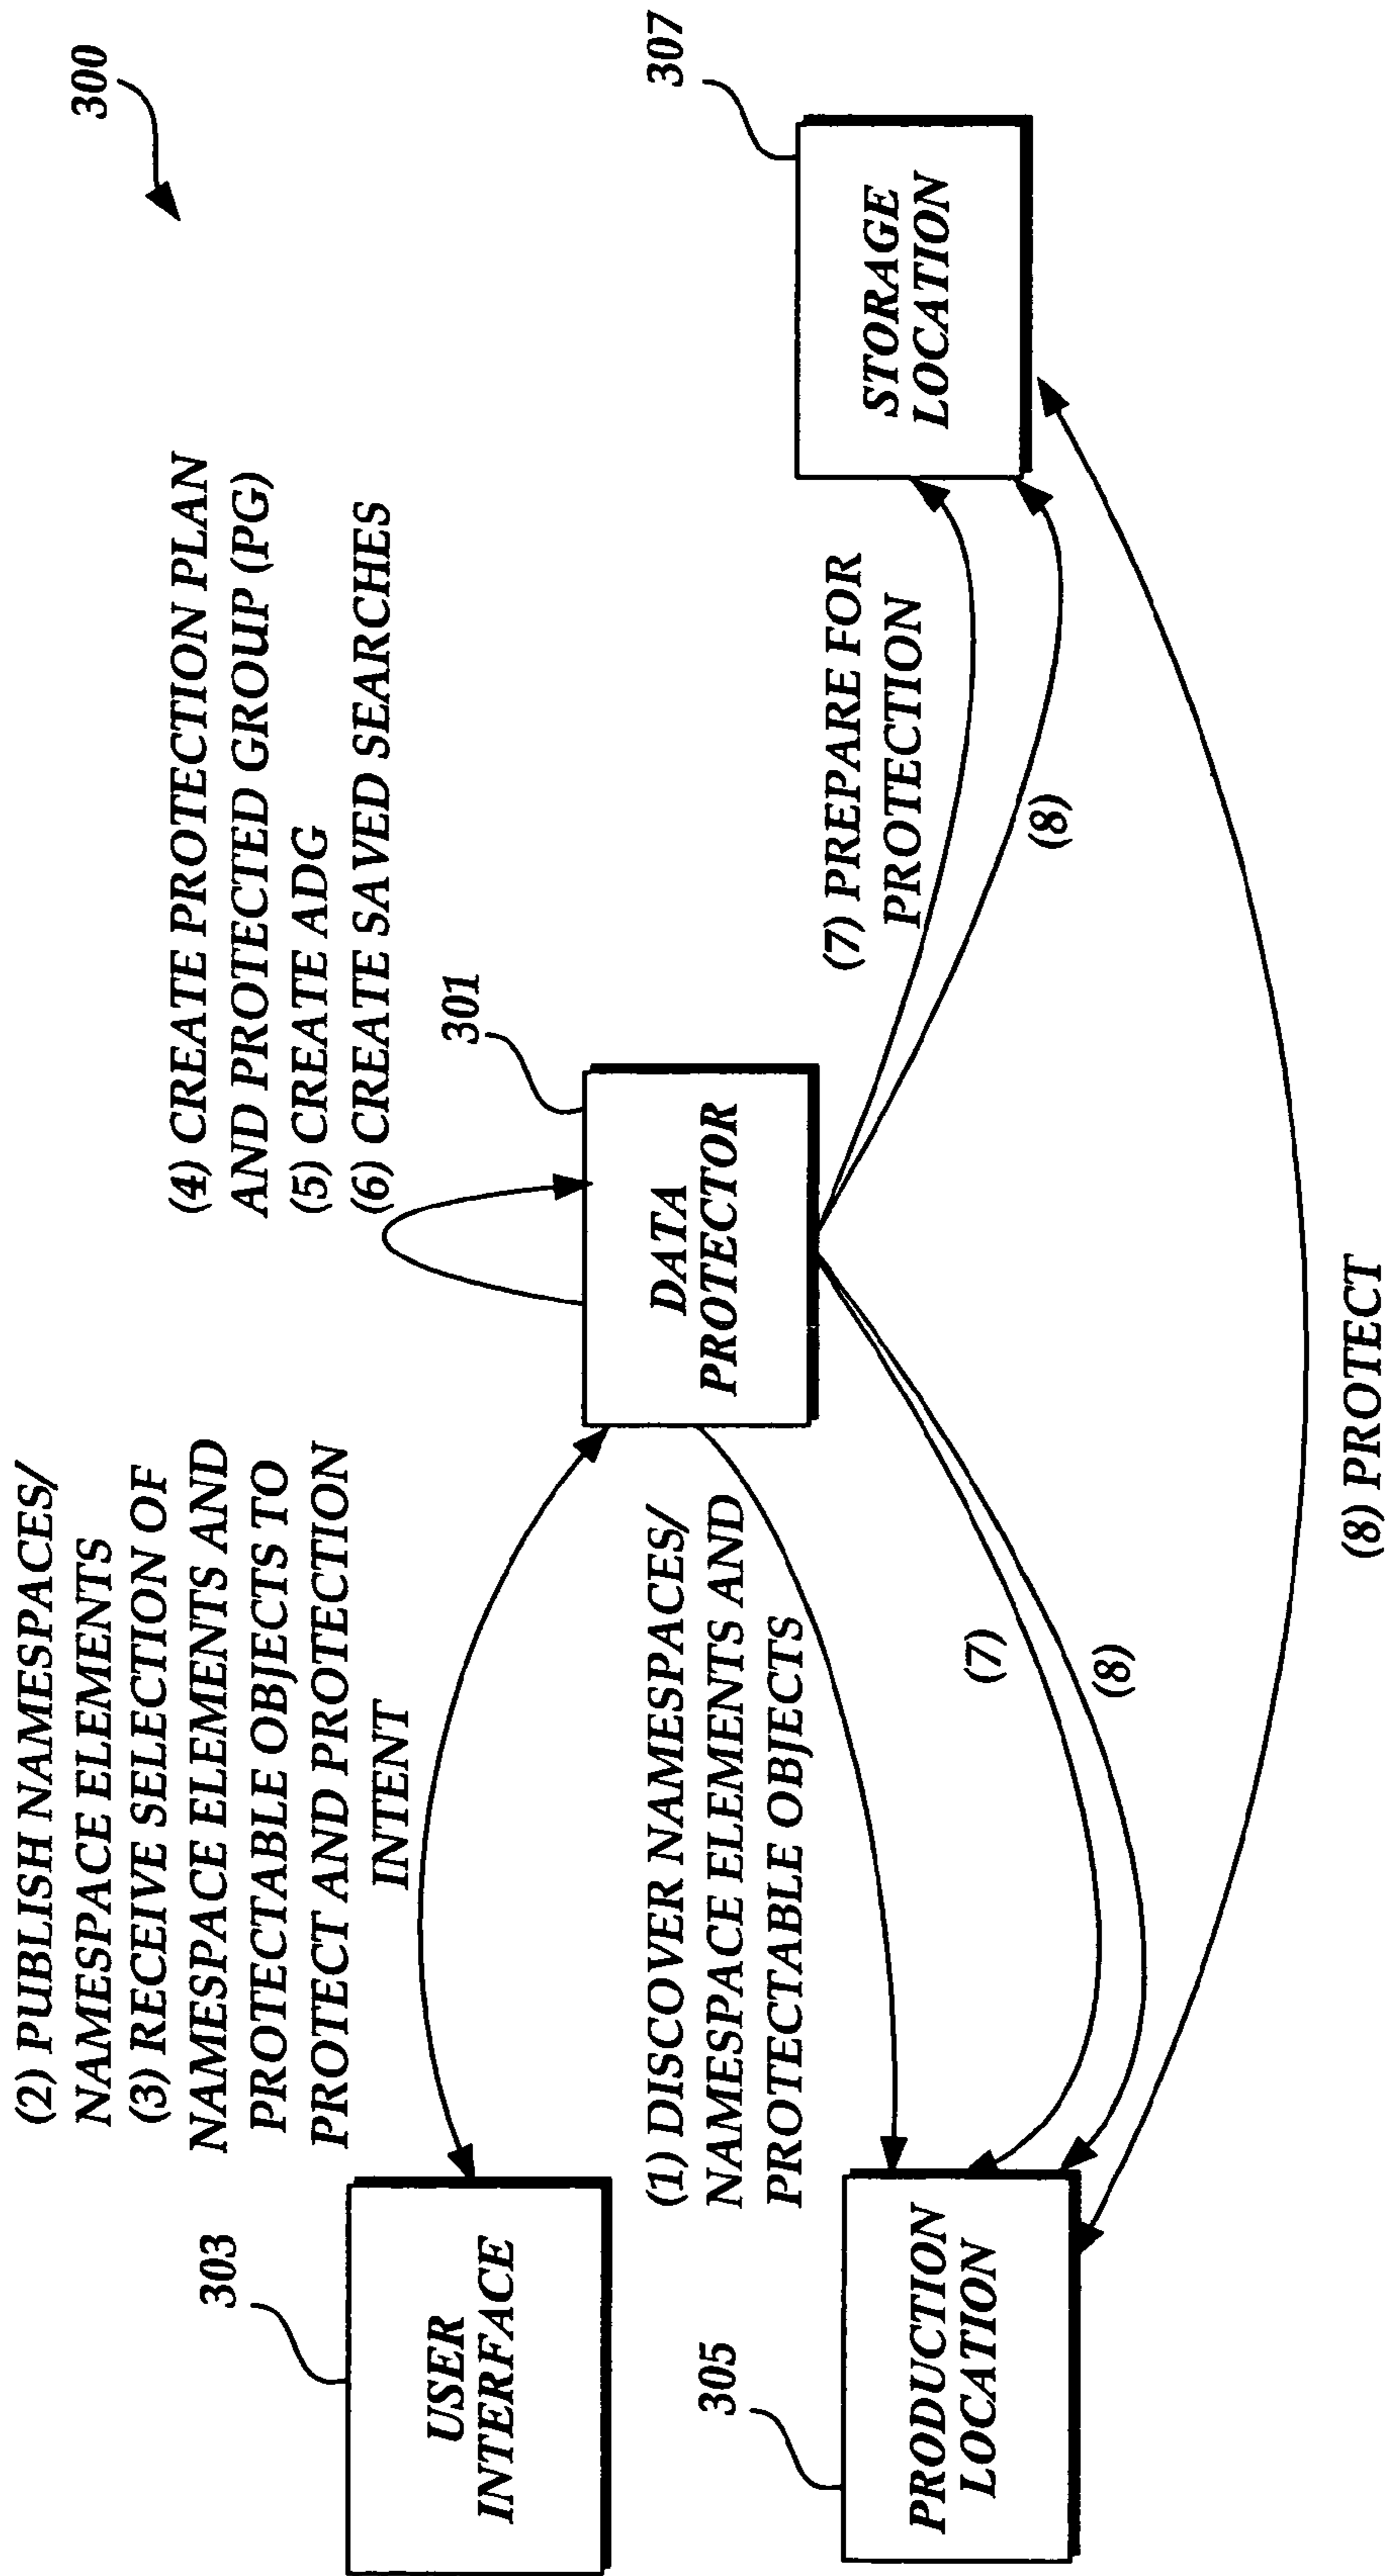 300
(2) PUBLISH NAMESPACES/
NAMESPACE ELEMENTS
(3) RECEIVE SELECTION OF
NAMESPACE ELEMENTS AND
PROTECTABLE OBJECTS TO
PROTECT AND PROTECTION
INTENT
(4) CREATE PROTECTION PLAN
AND PROTECTED GROUP (PG)
(5) CREATE ADG
(6) CREATE SAVED SEARCHES
303
USER
INTERFACE
301
DATA
PROTECTOR
307
STORAGE
LOCATION
(1) DISCOVER NAMESPACES/
NAMESPACE ELEMENTS AND
PROTECTABLE OBJECTS
(7) PREPARE FOR
PROTECTION
(8)
305
PRODUCTION
LOCATION
(7)
(8)
(8) PROTECT